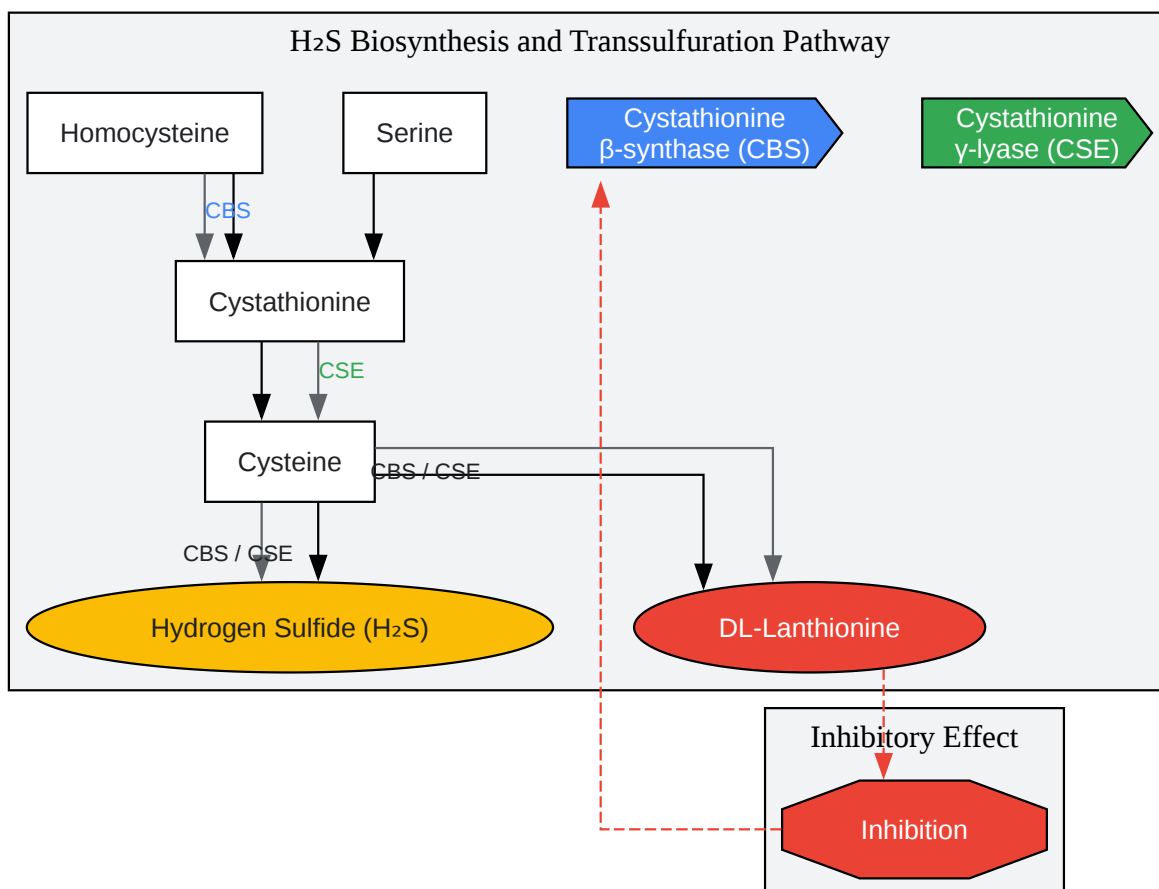 H₂S Biosynthesis and Transsulfuration Pathway
Homocysteine
Serine
Cystathionine
β-synthase (CBS)
Cystathionine
γ-lyase (CSE)
CBS
Cystathionine
CSE
Cysteine
CBS / CSE
CBS / CSE
Hydrogen Sulfide (H₂S)
DL-Lanthionine
Inhibitory Effect
Inhibition